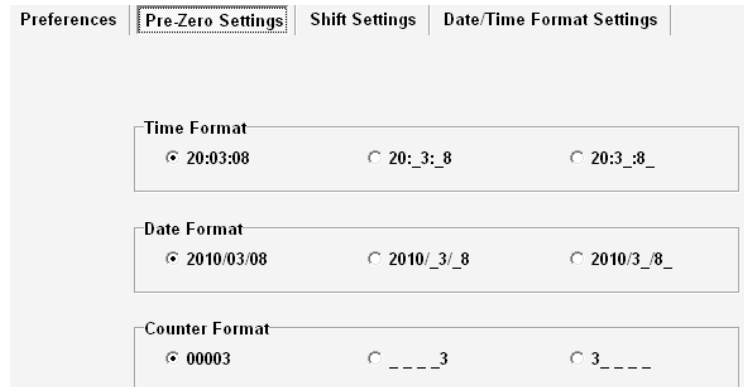 Preferences Pre-Zero Settings Shift Settings Date/Time Format Settings
Time Format
20:03:08 20:_3:_8 20:3_:8_
Date Format
2010/03/08 2010/_3/_8 2010/3_/8_
Counter Format
00003 _ _ _ _3 3_ _ _ _